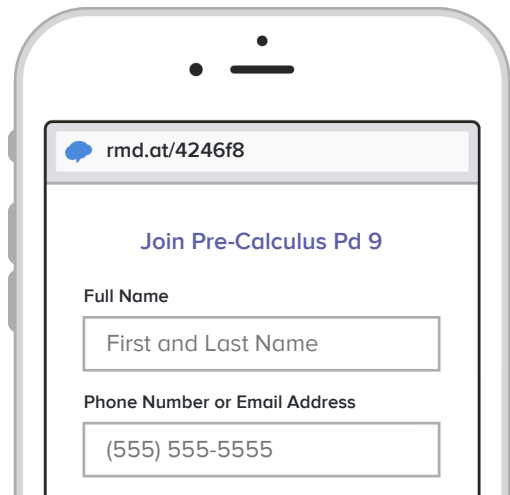 rmd.at/4246f8
Join Pre-Calculus Pd 9
Full Name
First and Last Name
Phone Number or Email Address
(555) 555-5555